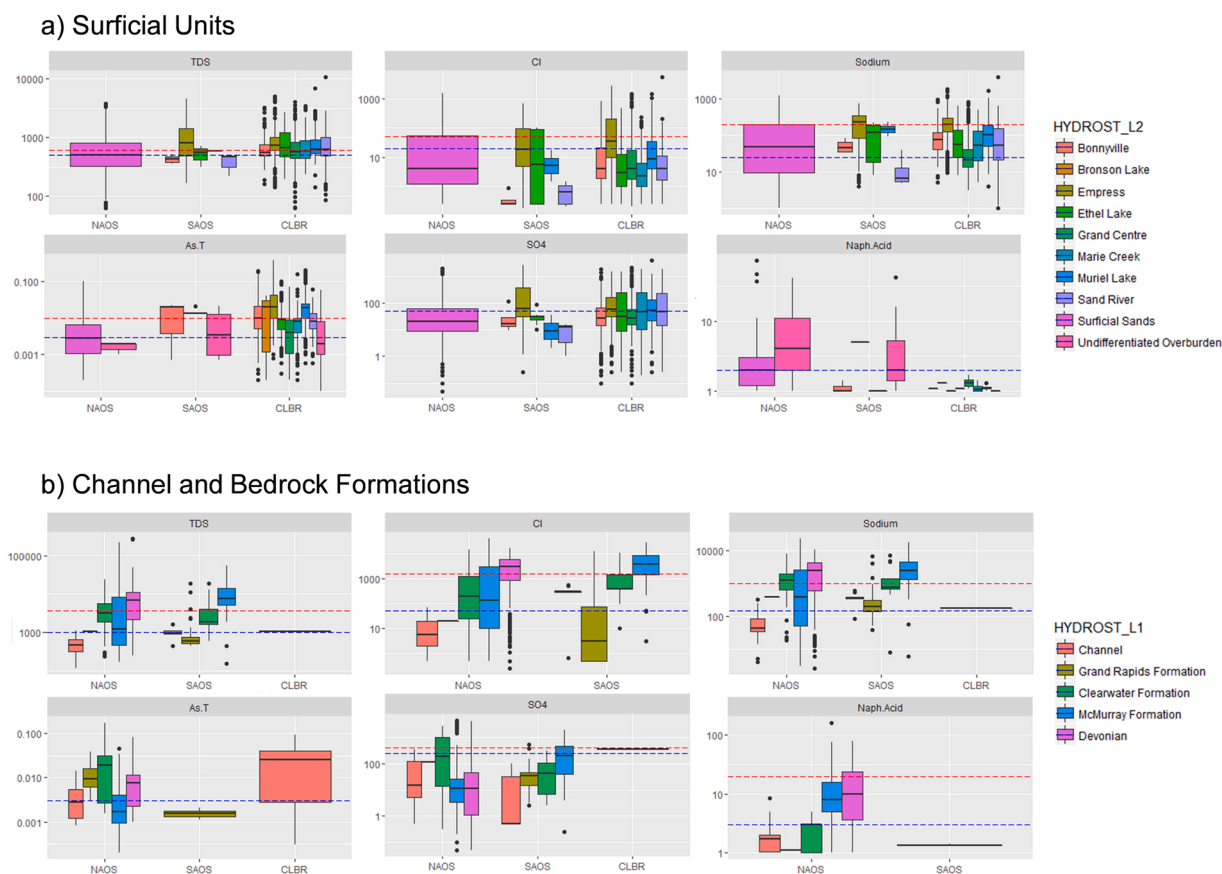 a) Surficial Units
TDS
Cl
Sodium
10000
1000
100
1000
10
1000
10
NAOS SAOS CLBR
NAOS SAOS CLBR
NAOS SAOS CLBR
As.T
SO4
Naph.Acid
0.100
0.001
100
1
10
1
NAOS SAOS CLBR
NAOS SAOS CLBR
NAOS SAOS CLBR
HYDROST_L2
Bonnyville
Bronson Lake
Empress
Ethel Lake
Grand Centre
Marie Creek
Muriel Lake
Sand River
Surficial Sands
Undifferentiated Overburden
b) Channel and Bedrock Formations
TDS
Cl
Sodium
100000
1000
1000
10
10000
100
NAOS SAOS CLBR
NAOS SAOS
NAOS SAOS CLBR
As.T
SO4
Naph.Acid
0.100
0.010
0.001
100
1
100
10
1
NAOS SAOS CLBR
NAOS SAOS CLBR
NAOS SAOS
HYDROST_L1
Channel
Grand Rapids Formation
Clearwater Formation
McMurray Formation
Devonian